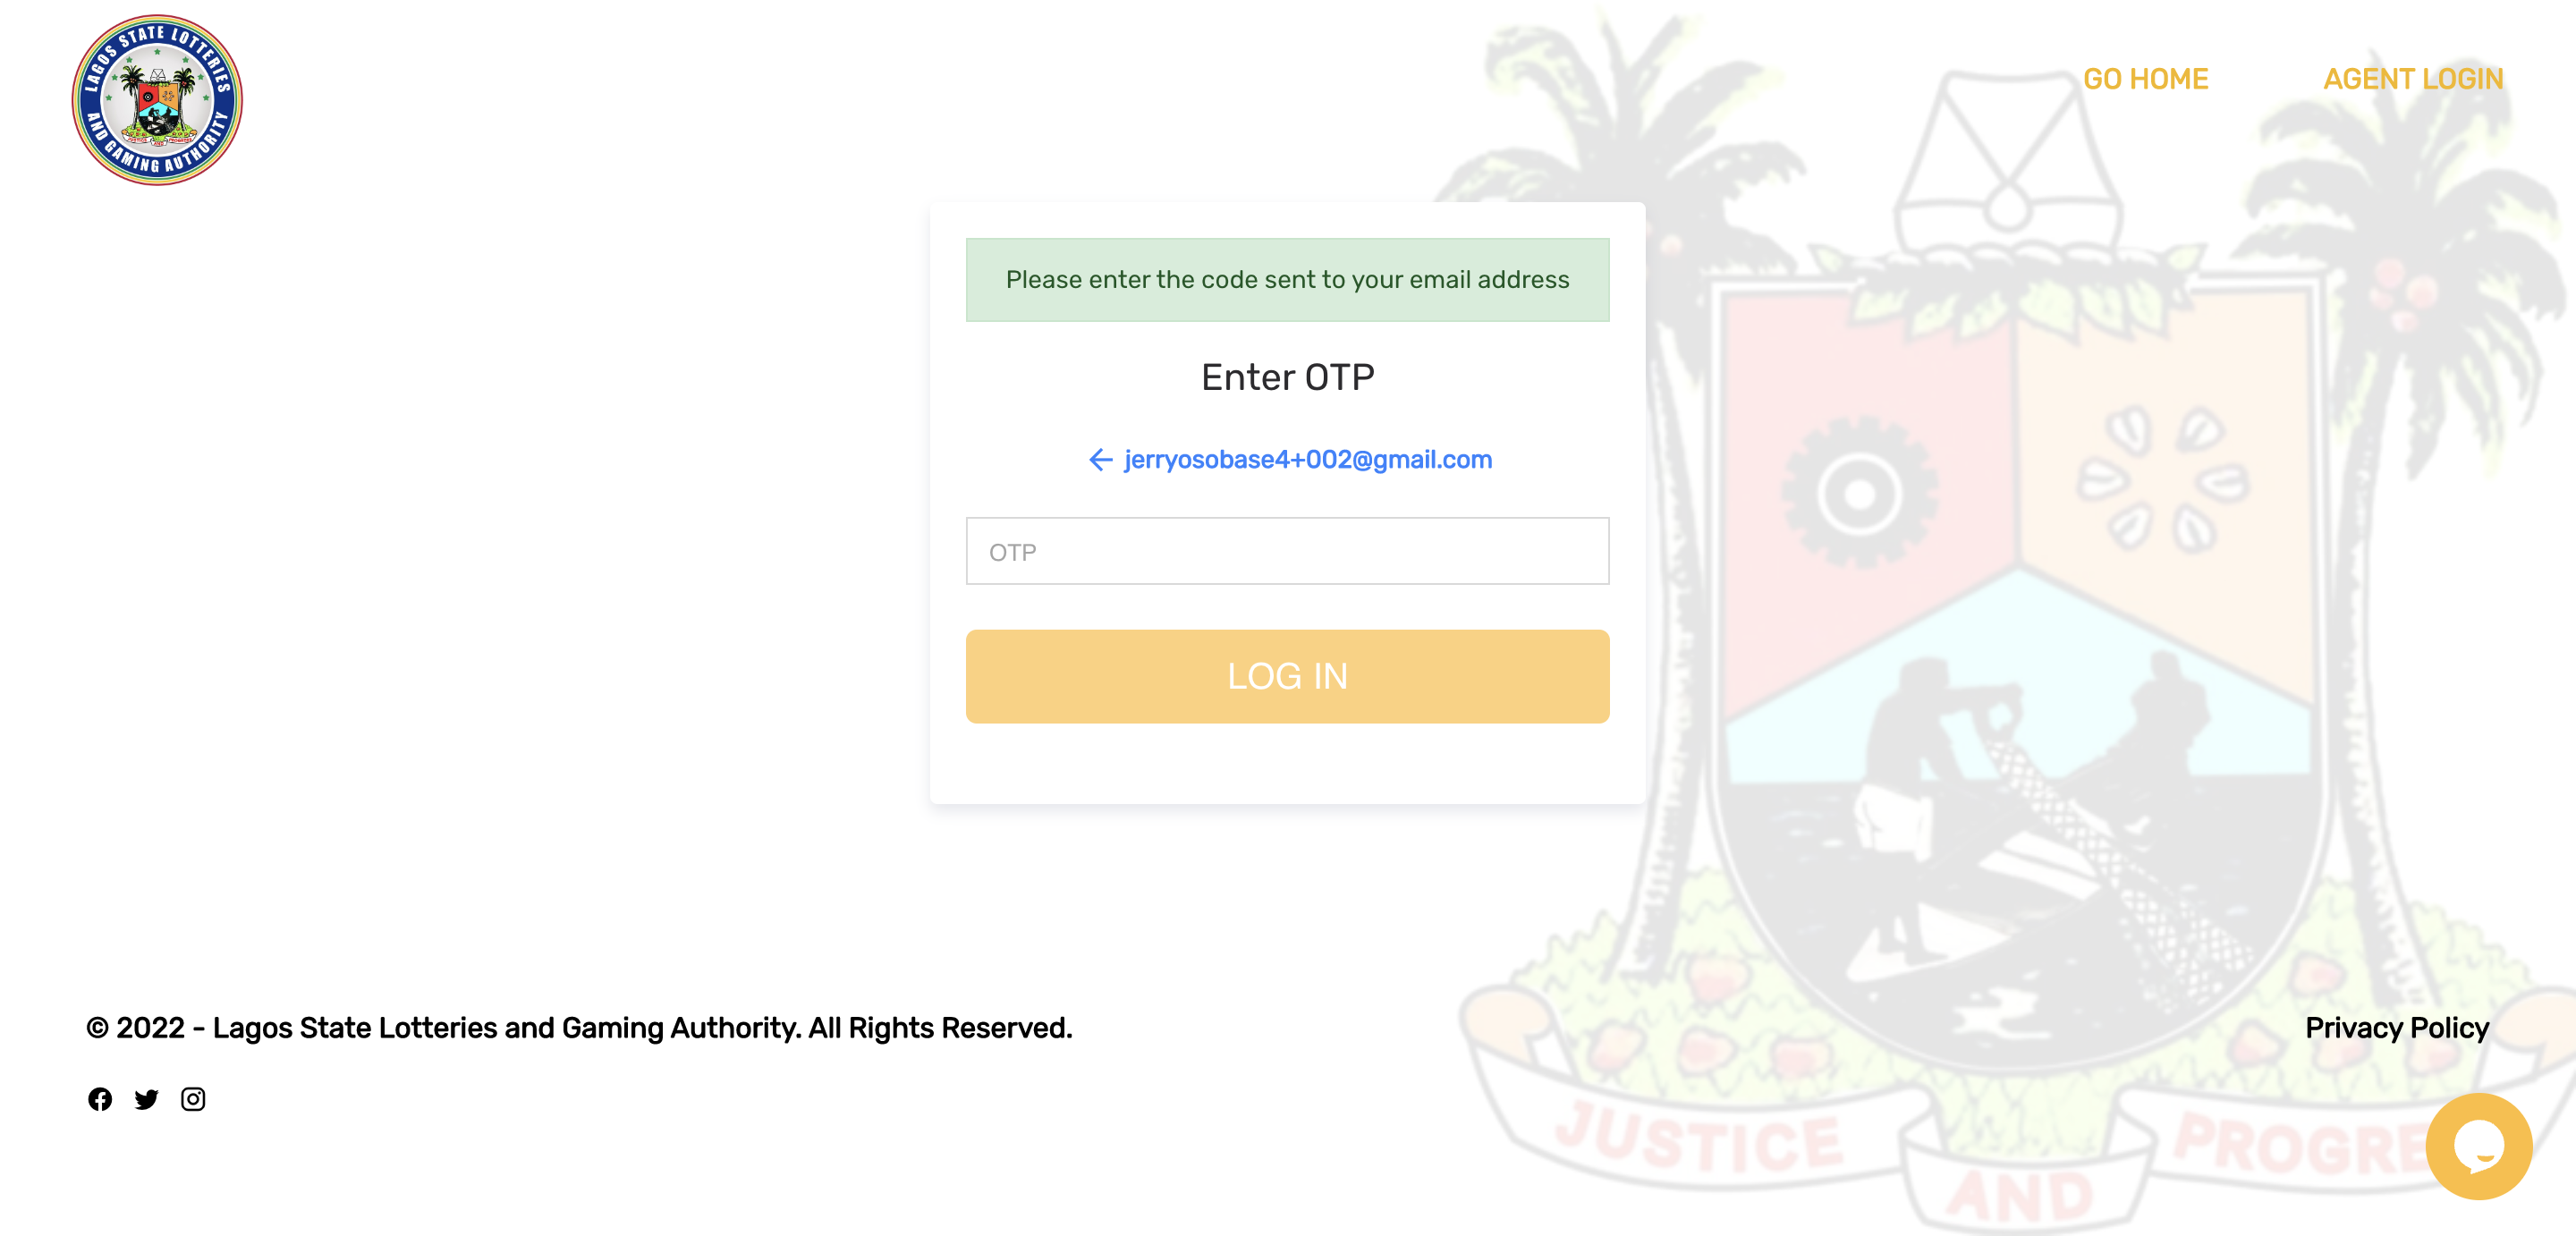 LAGOS STATE LOTTERIES
AND GAMING AUTHORITY
GO HOME
AGENT LOGIN
Please enter the code sent to your email address
Enter OTP
← jerryosobase4+002@gmail.com
OTP
LOG IN
© 2022 - Lagos State Lotteries and Gaming Authority. All Rights Reserved.
Privacy Policy
JUSTICE
AND
PROGRE